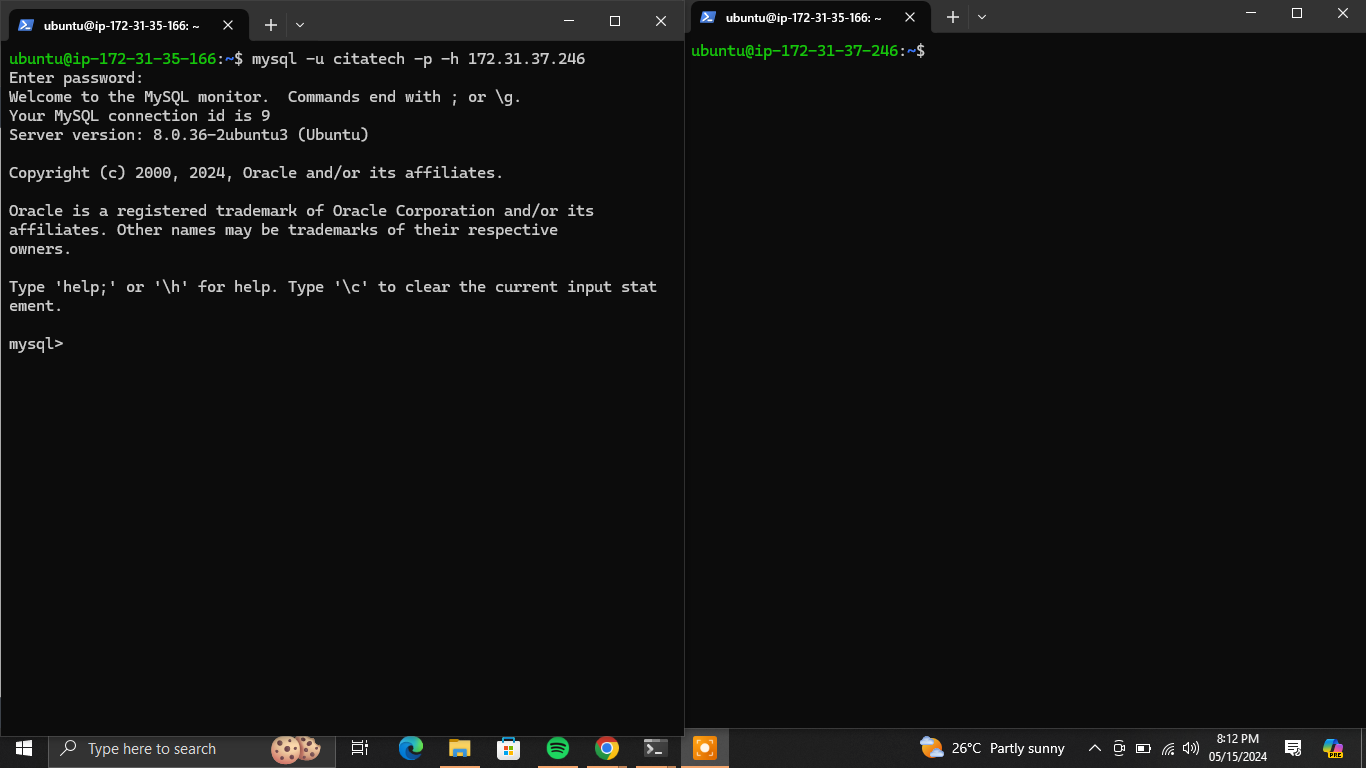 ubuntu@ip-172-31-35-166: ~
ubuntu@ip-172-31-35-166:~$ mysql -u citatech -p -h 172.31.37.246
Enter password:
Welcome to the MySQL monitor.  Commands end with ; or \g.
Your MySQL connection id is 9
Server version: 8.0.36-2ubuntu3 (Ubuntu)
Copyright (c) 2000, 2024, Oracle and/or its affiliates.
Oracle is a registered trademark of Oracle Corporation and/or its
affiliates. Other names may be trademarks of their respective
owners.
Type 'help;' or '\h' for help. Type '\c' to clear the current input stat
ement.
mysql>
ubuntu@ip-172-31-35-166: ~
ubuntu@ip-172-31-37-246:~$
Type here to search
26°C Partly sunny
8:12 PM
05/15/2024
PRE